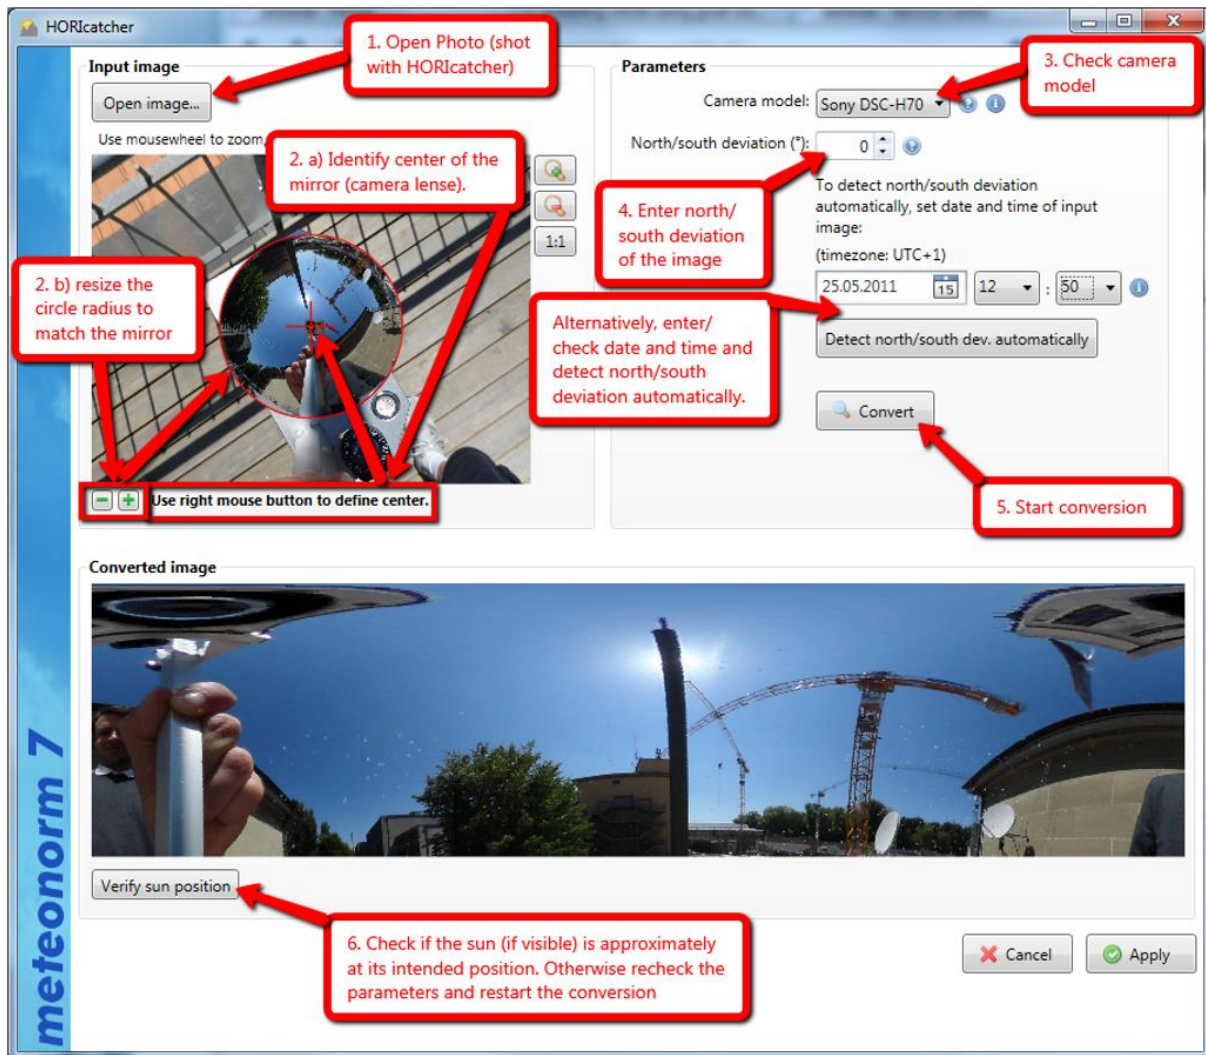 HORIcatcher
1. Open Photo (shot
with HORIcatcher)
Input image
Open image...
Use mousewheel to zoom,
2. a) Identify center of the
mirror (camera lense).
1:1
2. b) resize the
circle radius to
match the mirror
Use right mouse button to define center.
Parameters
3. Check camera
model
Camera model:
Sony DSC-H70
North/south deviation (°):
0
4. Enter north/
south deviation
of the image
To detect north/south deviation
automatically, set date and time of input
image:
(timezone: UTC+1)
25.05.2011
15
12
:
50
Alternatively, enter/
check date and time and
detect north/south
deviation automatically.
Detect north/south dev. automatically
Convert
5. Start conversion
Converted image
Verify sun position
6. Check if the sun (if visible) is approximately
at its intended position. Otherwise recheck the
parameters and restart the conversion
Cancel
Apply
meteonorm 7